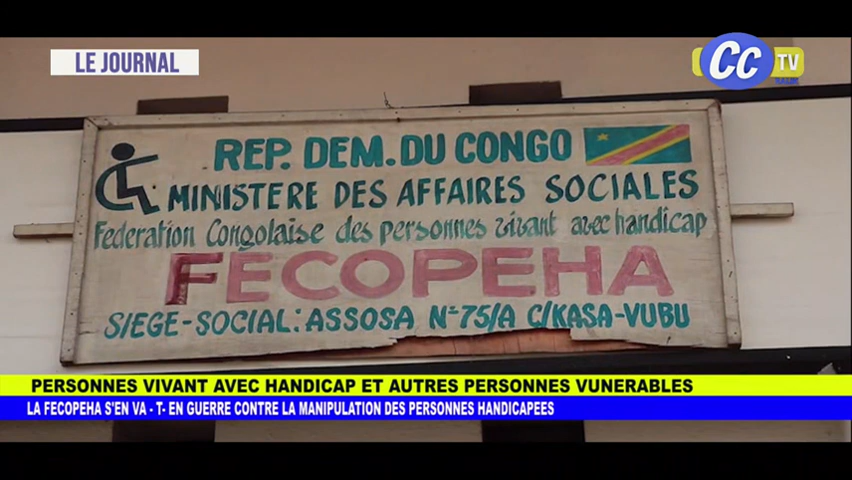 LE JOURNAL
CC TV
REP. DEM. DU CONGO
MINISTERE DES AFFAIRES SOCIALES
Federation Congolaise des personnes vivant avec handicap
FECOPEHA
SIEGE-SOCIAL: ASSOSA Nº 75/A C/KASA-VUBU
PERSONNES VIVANT AVEC HANDICAP ET AUTRES PERSONNES VUNERABLES
LA FECOPEHA S'EN VA - T- EN GUERRE CONTRE LA MANIPULATION DES PERSONNES HANDICAPEES